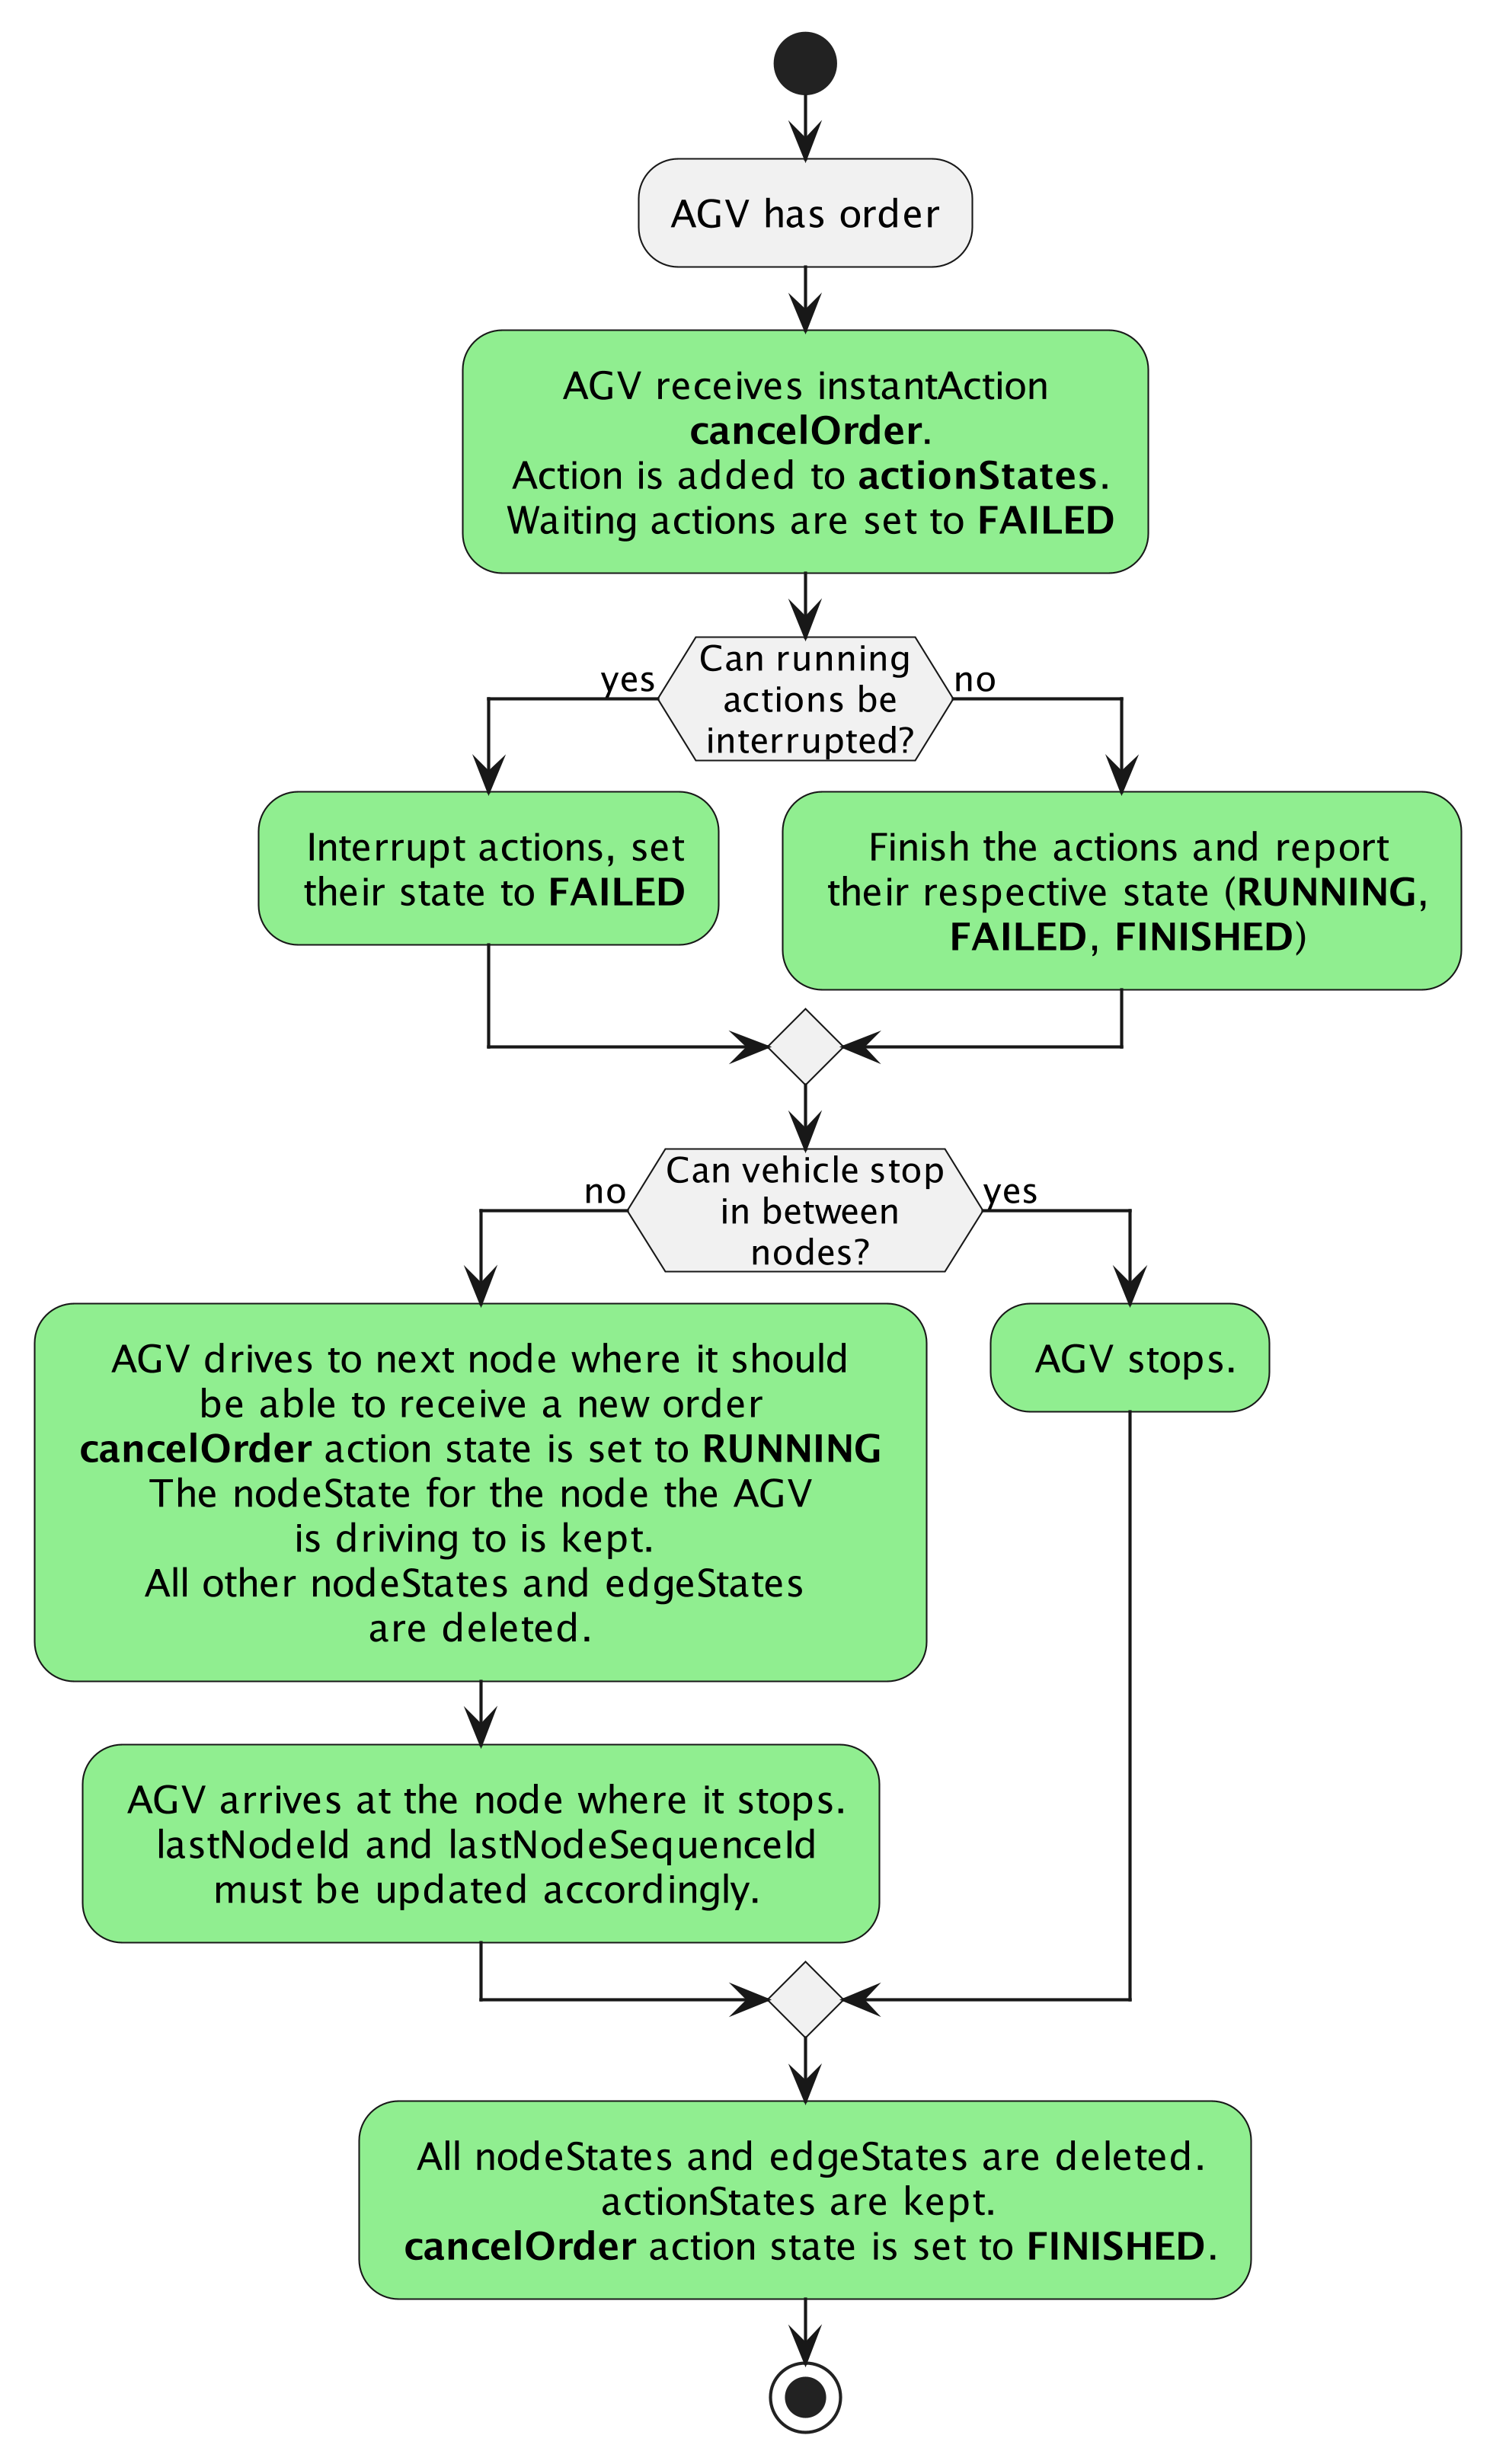 AGV has order
AGV receives instantAction
cancelOrder.
Action is added to actionStates.
Waiting actions are set to FAILED
Can running
actions be
interrupted?
yes
no
Interrupt actions, set
their state to FAILED
Finish the actions and report
their respective state (RUNNING,
FAILED, FINISHED)
Can vehicle stop
in between
nodes?
no
yes
AGV drives to next node where it should
be able to receive a new order
cancelOrder action state is set to RUNNING
The nodeState for the node the AGV
is driving to is kept.
All other nodeStates and edgeStates
are deleted.
AGV stops.
AGV arrives at the node where it stops.
lastNodeId and lastNodeSequenceId
must be updated accordingly.
All nodeStates and edgeStates are deleted.
actionStates are kept.
cancelOrder action state is set to FINISHED.